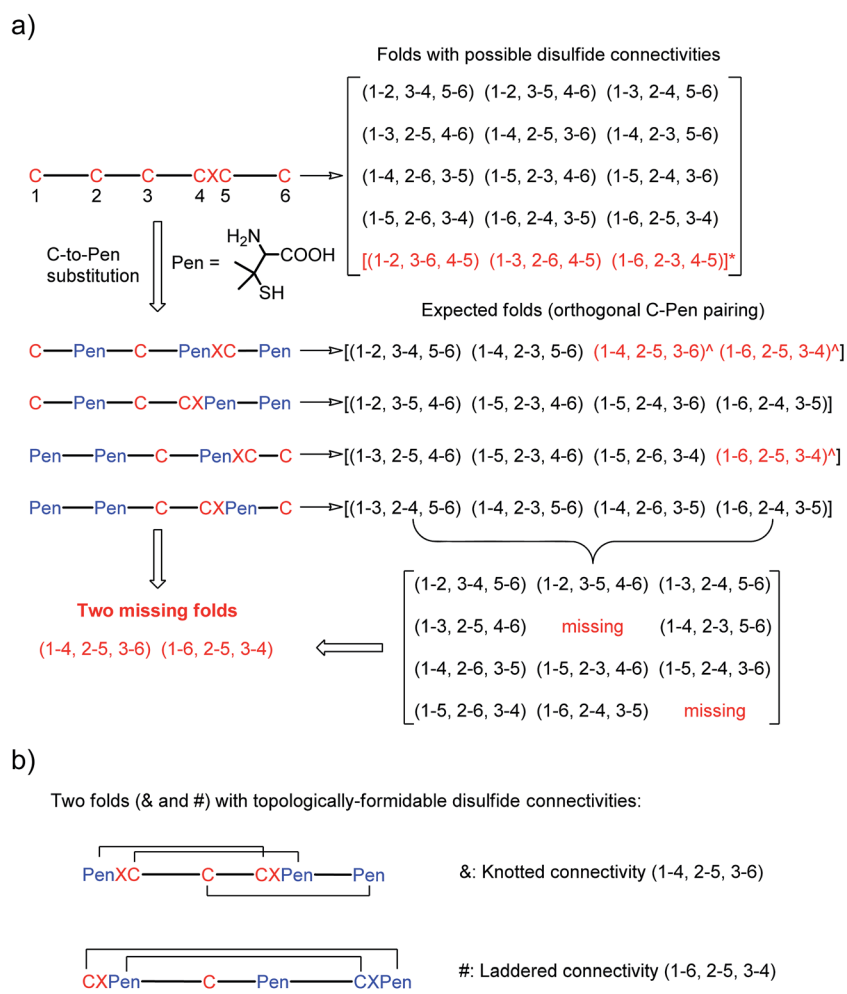 a)
Folds with possible disulfide connectivities
(1-2, 3-4, 5-6) (1-2, 3-5, 4-6) (1-3, 2-4, 5-6)
(1-3, 2-5, 4-6) (1-4, 2-5, 3-6) (1-4, 2-3, 5-6)
C C C CXC C
1 2 3 4 5 6
(1-4, 2-6, 3-5) (1-5, 2-3, 4-6) (1-5, 2-4, 3-6)
(1-5, 2-6, 3-4) (1-6, 2-4, 3-5) (1-6, 2-5, 3-4)
[(1-2, 3-6, 4-5) (1-3, 2-6, 4-5) (1-6, 2-3, 4-5)]*
C-to-Pen
substitution
Pen =
H2N
COOH
SH
Expected folds (orthogonal C-Pen pairing)
C Pen C PenXC Pen [(1-2, 3-4, 5-6) (1-4, 2-3, 5-6) (1-4, 2-5, 3-6)^ (1-6, 2-5, 3-4)^]
C Pen C CXPen Pen [(1-2, 3-5, 4-6) (1-5, 2-3, 4-6) (1-5, 2-4, 3-6) (1-6, 2-4, 3-5)]
Pen Pen C PenXC C [(1-3, 2-5, 4-6) (1-5, 2-3, 4-6) (1-5, 2-6, 3-4) (1-6, 2-5, 3-4)^]
Pen Pen C CXPen C [(1-3, 2-4, 5-6) (1-4, 2-3, 5-6) (1-4, 2-6, 3-5) (1-6, 2-4, 3-5)]
Two missing folds
(1-4, 2-5, 3-6) (1-6, 2-5, 3-4)
(1-2, 3-4, 5-6) (1-2, 3-5, 4-6) (1-3, 2-4, 5-6)
(1-3, 2-5, 4-6) missing (1-4, 2-3, 5-6)
(1-4, 2-6, 3-5) (1-5, 2-3, 4-6) (1-5, 2-4, 3-6)
(1-5, 2-6, 3-4) (1-6, 2-4, 3-5) missing
b)
Two folds (& and #) with topologically-formidable disulfide connectivities:
PenXC C CXPen Pen &: Knotted connectivity (1-4, 2-5, 3-6)
CXPen C Pen CXPen #: Laddered connectivity (1-6, 2-5, 3-4)